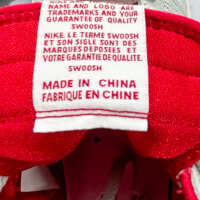 NAME AND LOGO ARE
TRADEMARKS AND YOUR
GUARANTEE OF QUALITY
SWOOSH
NIKE, LE TERME SWOOSH
ET SON SIGLE SONT DES
MARQUES DEPOSEES ET
VOTRE GARANTIE DE QUALITE.
SWOOSH
MADE IN CHINA
FABRIQUE EN CHINE